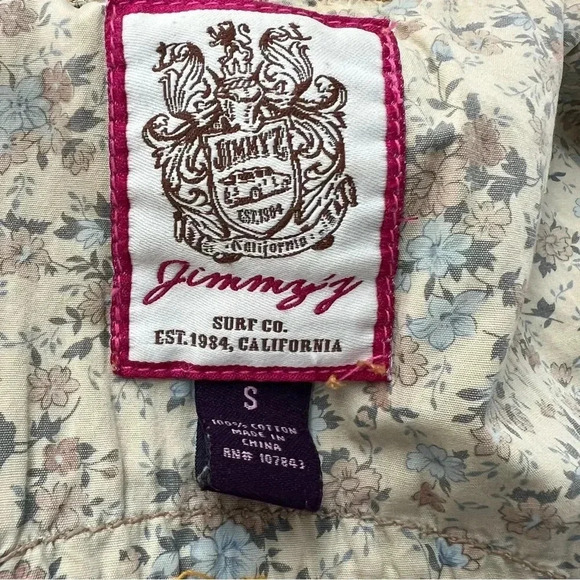 JIMMY'Z
EST.1984
California
Jimmy'z
SURF CO.
EST.1984, CALIFORNIA
S
100% COTTON
MADE IN
CHINA
RN# 107843